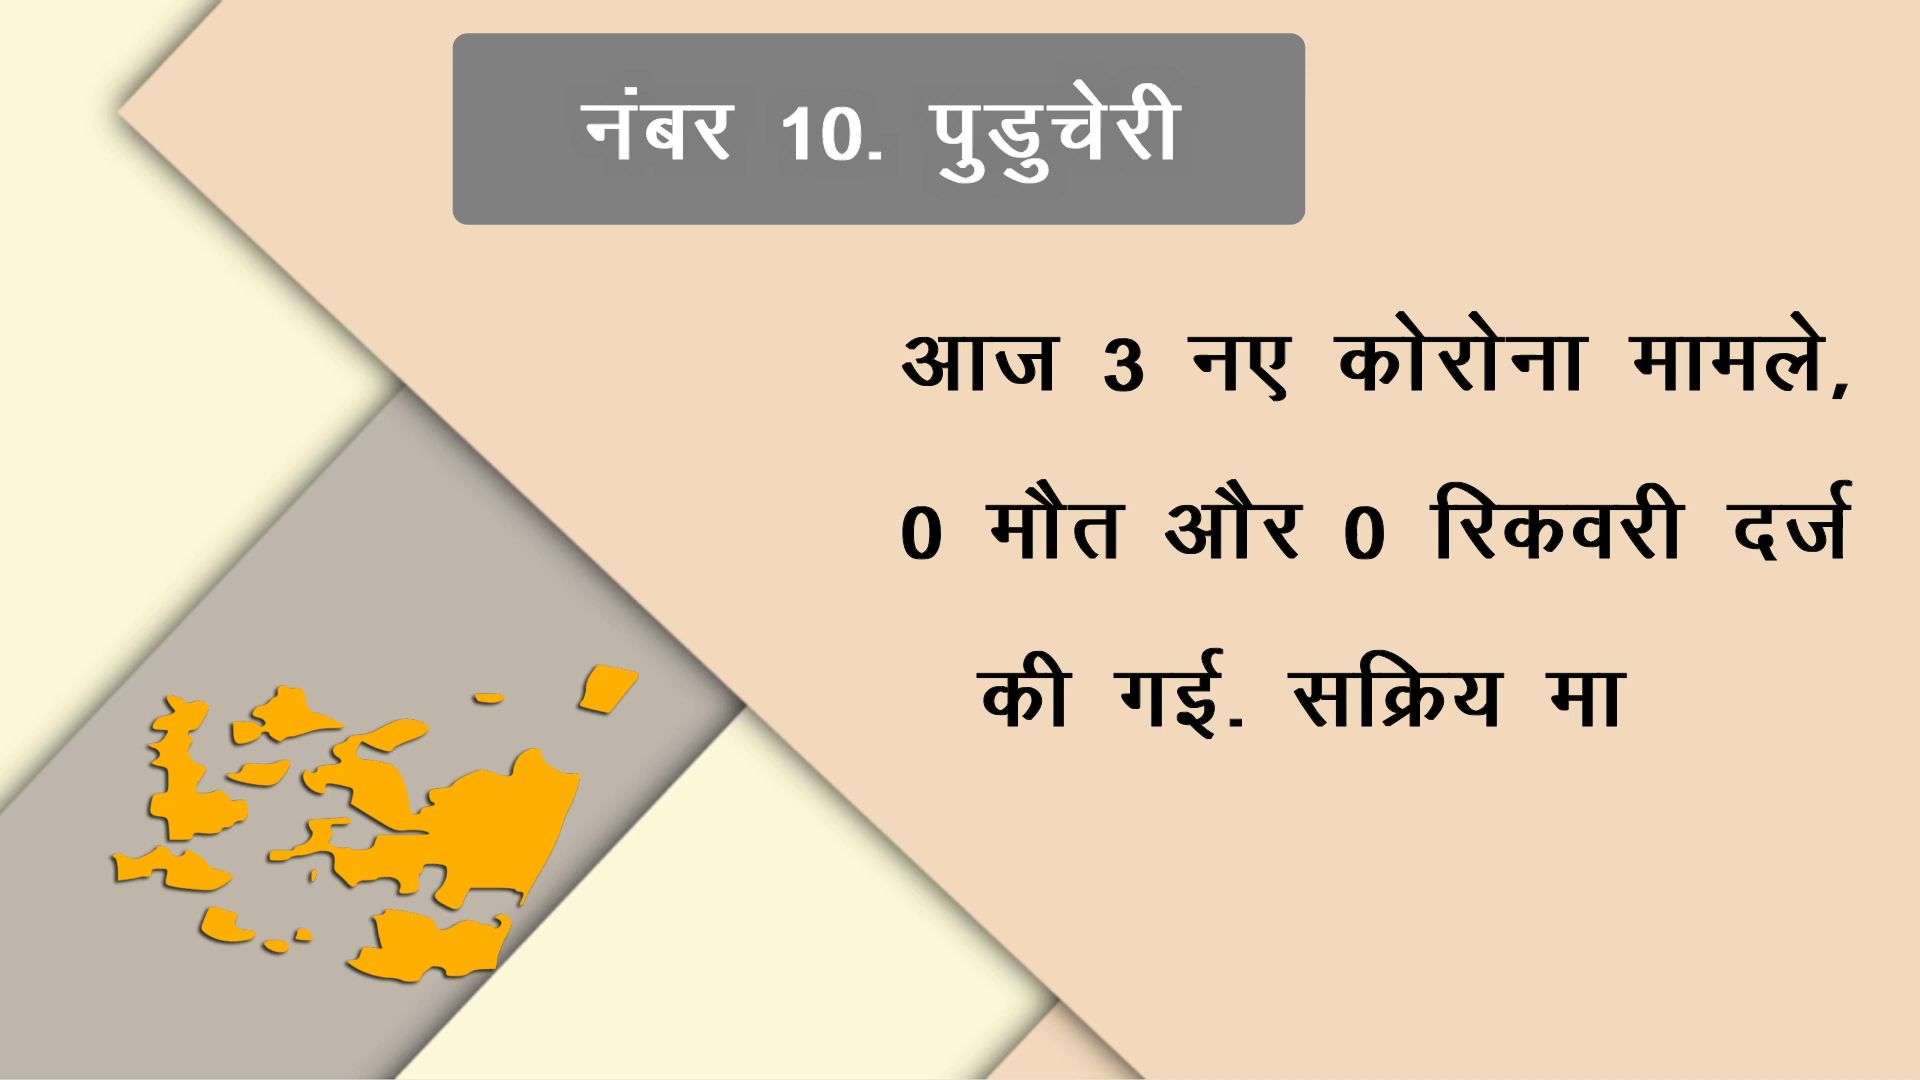 नंबर 10. पुडुचेरी
आज 3 नए कोरोना मामले,
0 मौत और 0 रिकवरी दर्ज
की गई. सक्रिय मा